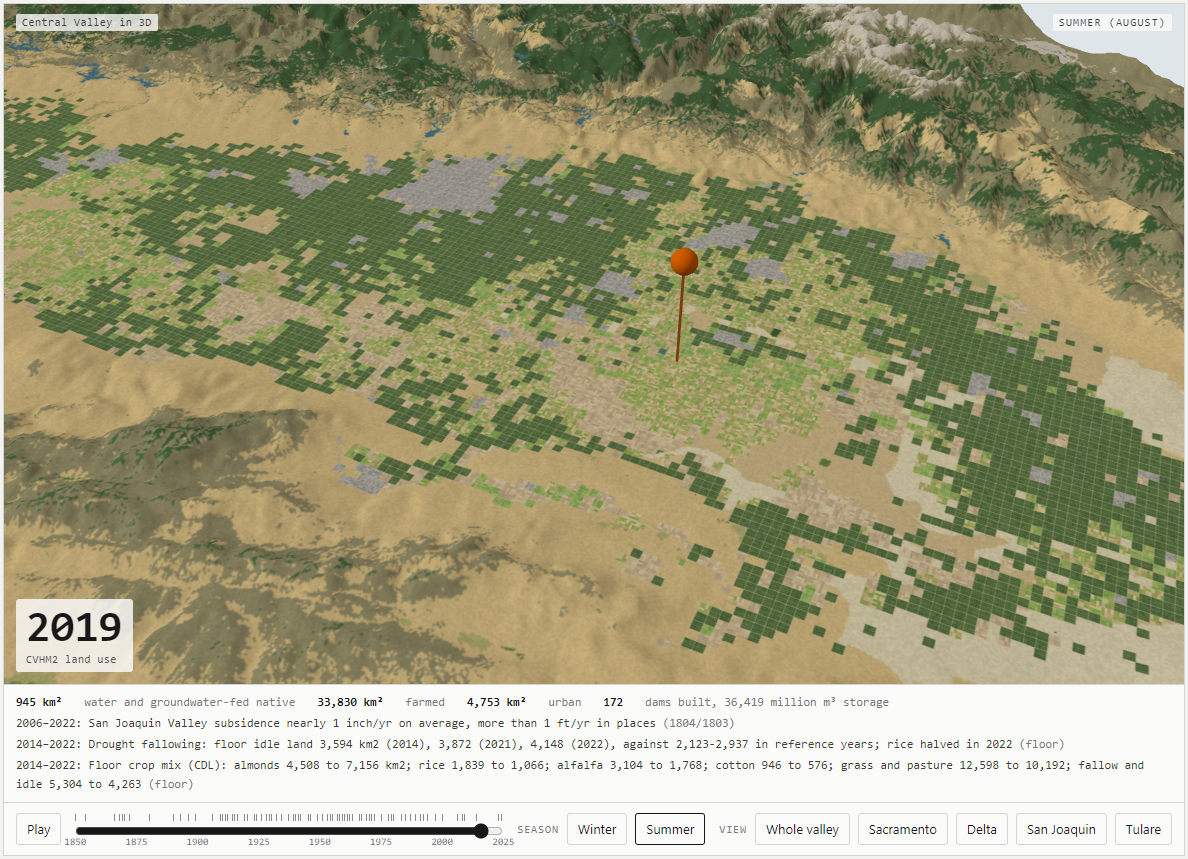 Central Valley in 3D
SUMMER (AUGUST)
2019
CVHM2 land use
945 km² water and groundwater-fed native 33,830 km² farmed 4,753 km² urban 172 dams built, 36,419 million m³ storage
2006–2022: San Joaquin Valley subsidence nearly 1 inch/yr on average, more than 1 ft/yr in places (1804/1803)
2014–2022: Drought fallowing: floor idle land 3,594 km2 (2014), 3,872 (2021), 4,148 (2022), against 2,123-2,937 in reference years; rice halved in 2022 (floor)
2014–2022: Floor crop mix (CDL): almonds 4,508 to 7,156 km2; rice 1,839 to 1,066; alfalfa 3,104 to 1,768; cotton 946 to 576; grass and pasture 12,598 to 10,192; fallow and
idle 5,304 to 4,263 (floor)
Play
1850 1875 1900 1925 1950 1975 2000 2025
SEASON Winter Summer VIEW Whole valley Sacramento Delta San Joaquin Tulare